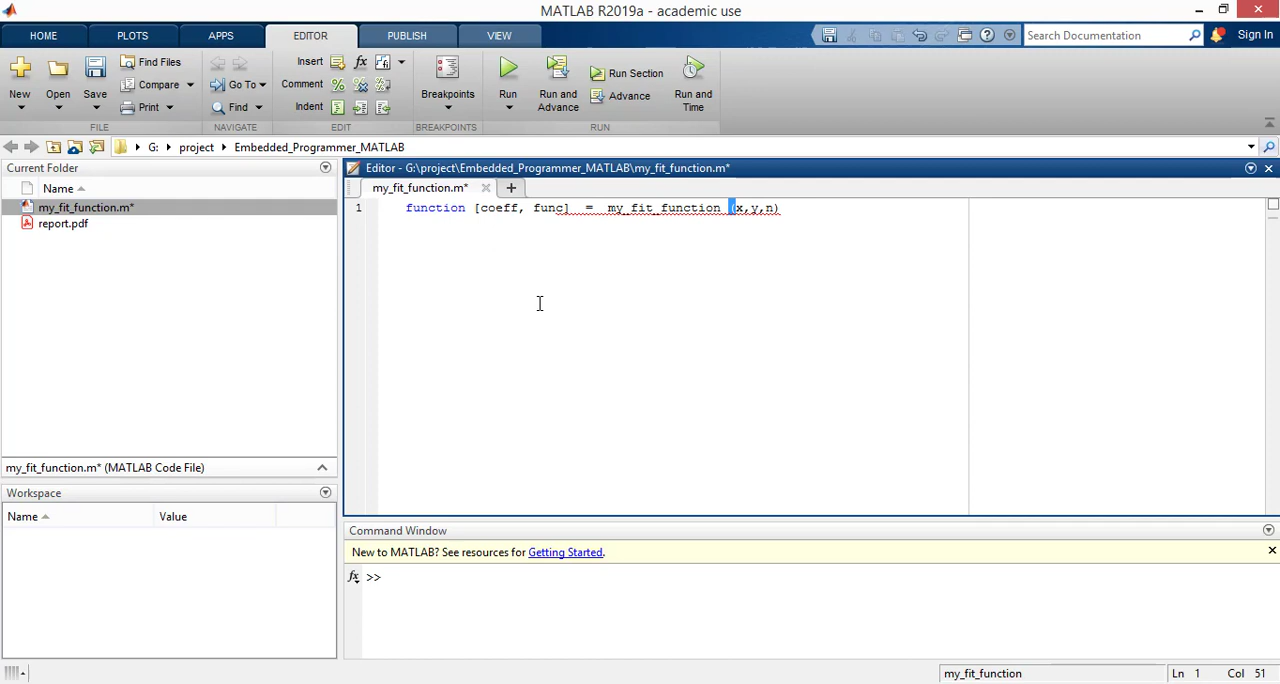 MATLAB R2019a - academic use
HOME PLOTS APPS EDITOR PUBLISH VIEW Search Documentation Sign In
New Open Save Find Files Compare Print
Go To Find
Insert fx
Comment %
Indent
Breakpoints
Run Run and Advance Run Section Advance Run and Time
FILE NAVIGATE EDIT BREAKPOINTS RUN
G: project Embedded_Programmer_MATLAB
Current Folder
Name
my_fit_function.m*
report.pdf
my_fit_function.m* (MATLAB Code File)
Workspace
Name Value
Editor - G:\project\Embedded_Programmer_MATLAB\my_fit_function.m*
my_fit_function.m*
1 function [coeff, func] = my_fit_function (x,y,n)
Command Window
New to MATLAB? See resources for Getting Started.
fx >>
my_fit_function Ln 1 Col 51